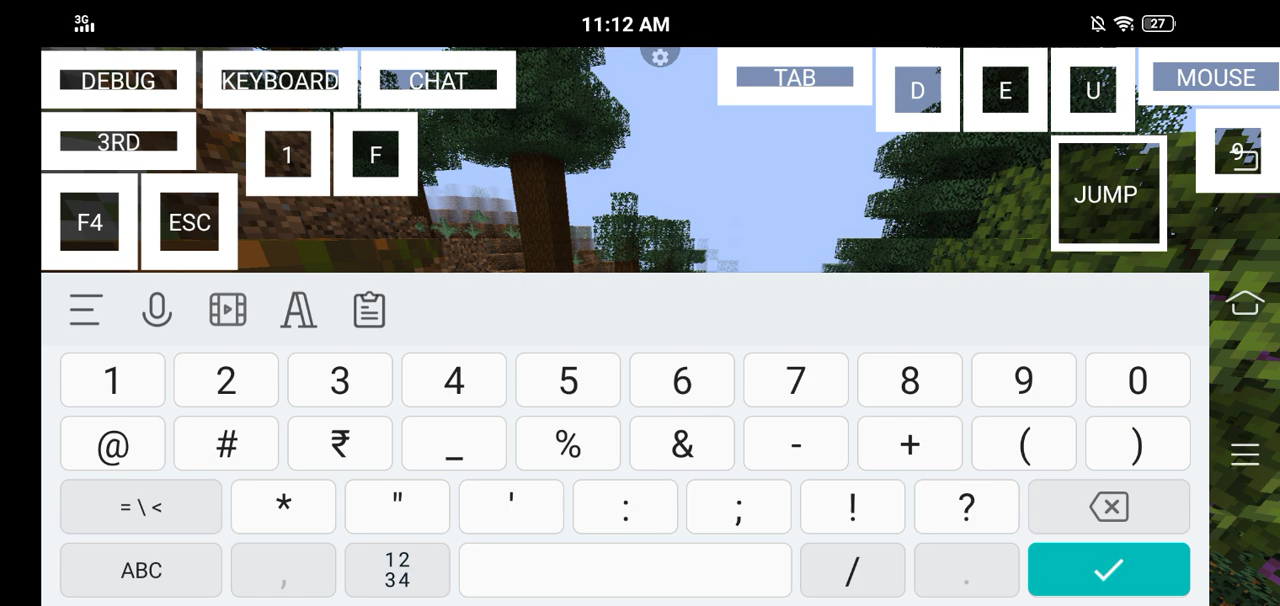 3G 11:12 AM 27
DEBUG KEYBOARD CHAT TAB D E U MOUSE
3RD 1 F 9
F4 ESC JUMP
1 2 3 4 5 6 7 8 9 0
@ # ₹ _ % & - + ( )
= \ < * " ' : ; ! ?
ABC , 12 / .
34